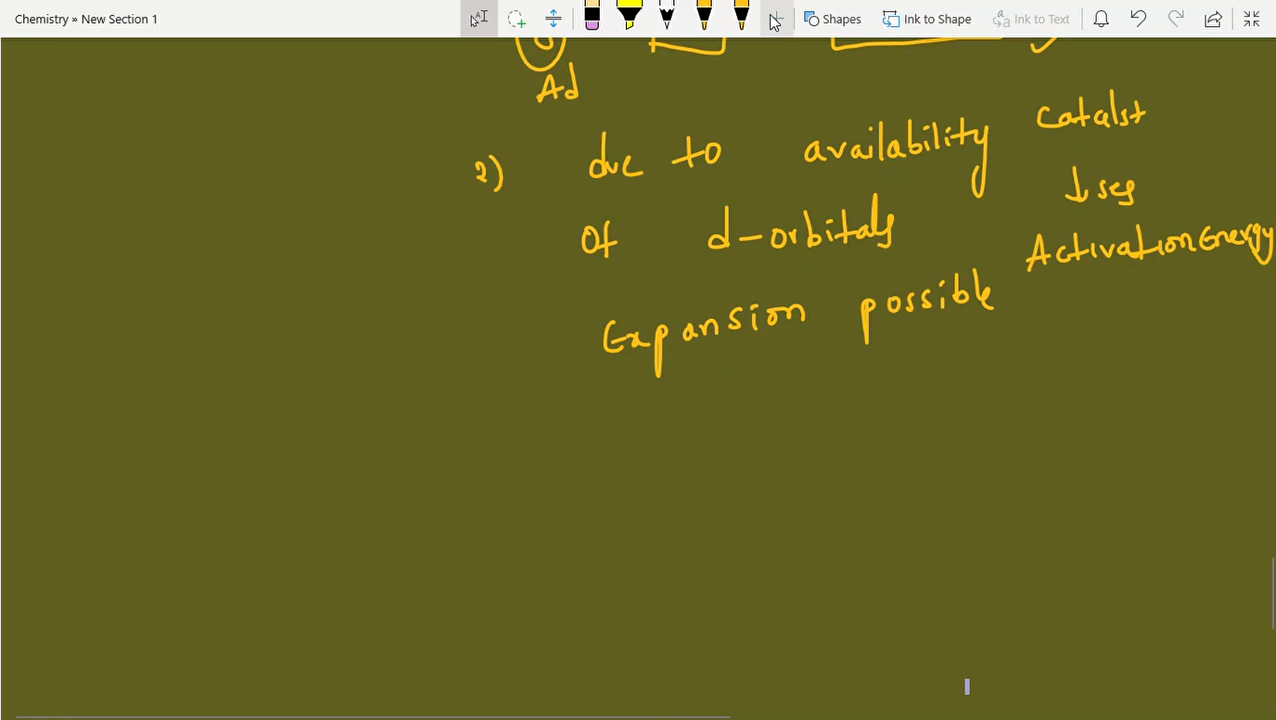 Chemistry » New Section 1
Shapes
Ink to Shape
Ink to Text
Ad
2) due to availability
of d-orbitals
Expansion possible
Catalst
↓ses
Activation Energy